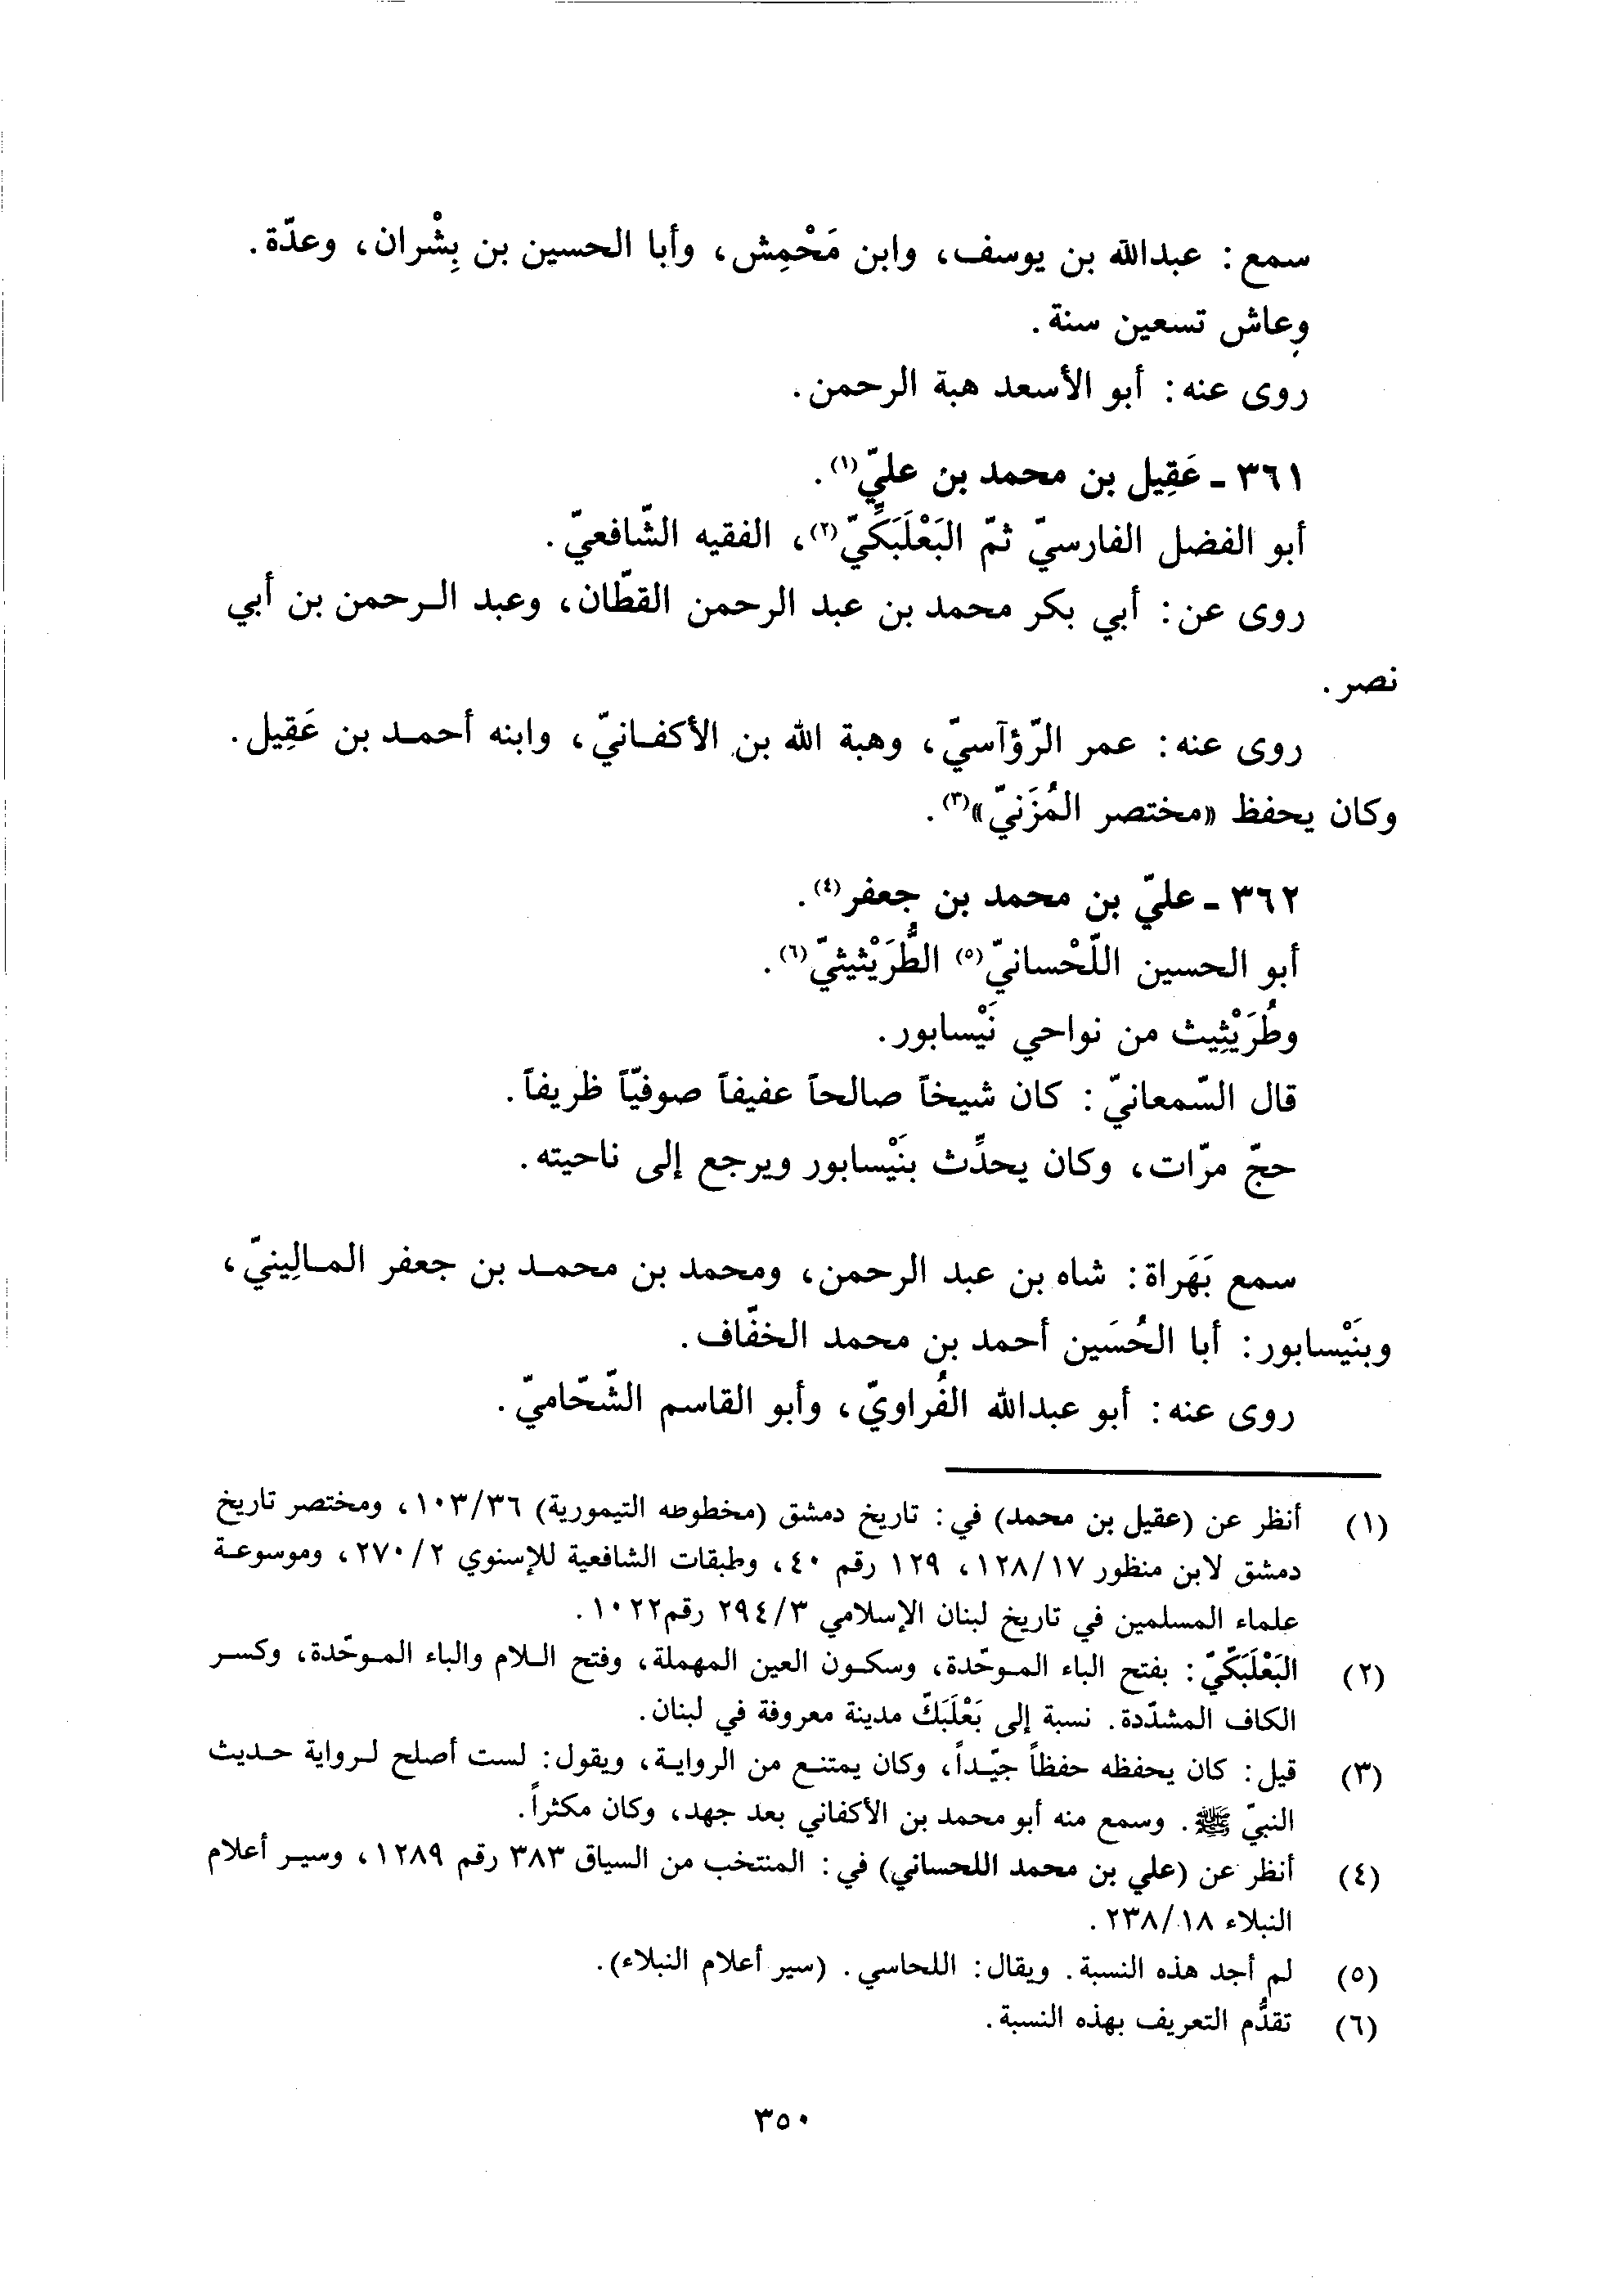 سمع: عبدالله بن يوسف، وابن مَحْمِش، وأبا الحسين بن بِشْران، وعدّة.
وعاش تسعين سنة.
روى عنه: أبو الأسعد هبة الرحمن.
٣٦١ ـ عَقِيل بن محمد بن عليّ(١).
أبو الفضل الفارسيّ ثمّ البَعْلَبَكِّيّ(٢)، الفقيه الشّافعيّ.
روى عن: أبي بكر محمد بن عبد الرحمن القطّان، وعبد الرحمن بن أبي
نصر.
روى عنه: عمر الرّؤآسيّ، وهبة الله بن الأكفانيّ، وابنه أحمد بن عَقِيل.
وكان يحفظ «مختصر المُزَنيّ»(٣).
٣٦٢ ـ عليّ بن محمد بن جعفر(٤).
أبو الحسين اللّحْسانيّ(٥) الطُّرَيْثيثيّ(٦).
وطُرَيْثِيث من نواحي نَيْسابور.
قال السّمعانيّ: كان شيخاً صالحاً عفيفاً صوفيّاً ظريفاً.
حجّ مرّات، وكان يحدِّث بنَيْسابور ويرجع إلى ناحيته.
سمع بَهَراة: شاه بن عبد الرحمن، ومحمد بن محمد بن جعفر المالِينيّ،
وبنَيْسابور: أبا الحُسَين أحمد بن محمد الخفّاف.
روى عنه: أبو عبدالله الفُراويّ، وأبو القاسم الشّحّاميّ.
(١) أنظر عن (عقيل بن محمد) في: تاريخ دمشق (مخطوطه التيمورية) ١٠٣/٣٦، ومختصر تاريخ
دمشق لابن منظور ١٢٨/١٧، ١٢٩ رقم ٤٠، وطبقات الشافعية للإسنوي ٢٧٠/٢، وموسوعة
علماء المسلمين في تاريخ لبنان الإسلامي ٢٩٤/٣ رقم١٠٢٢.
(٢) البَعْلَبَكّيّ: بفتح الباء الموحّدة، وسكون العين المهملة، وفتح اللام والباء الموحّدة، وكسر
الكاف المشدّدة. نسبة إلى بَعْلَبَكّ مدينة معروفة في لبنان.
(٣) قيل: كان يحفظه حفظاً جيّداً، وكان يمتنع من الرواية، ويقول: لست أصلح لرواية حديث
النبيّ ﷺ. وسمع منه أبو محمد بن الأكفاني بعد جهد، وكان مكثراً.
(٤) أنظر عن (علي بن محمد اللحساني) في: المنتخب من السياق ٣٨٣ رقم ١٢٨٩، وسير أعلام
النبلاء ٢٣٨/١٨.
(٥) لم أجد هذه النسبة. ويقال: اللحاسي. (سير أعلام النبلاء).
(٦) تقدُّم التعريف بهذه النسبة.
٣٥٠